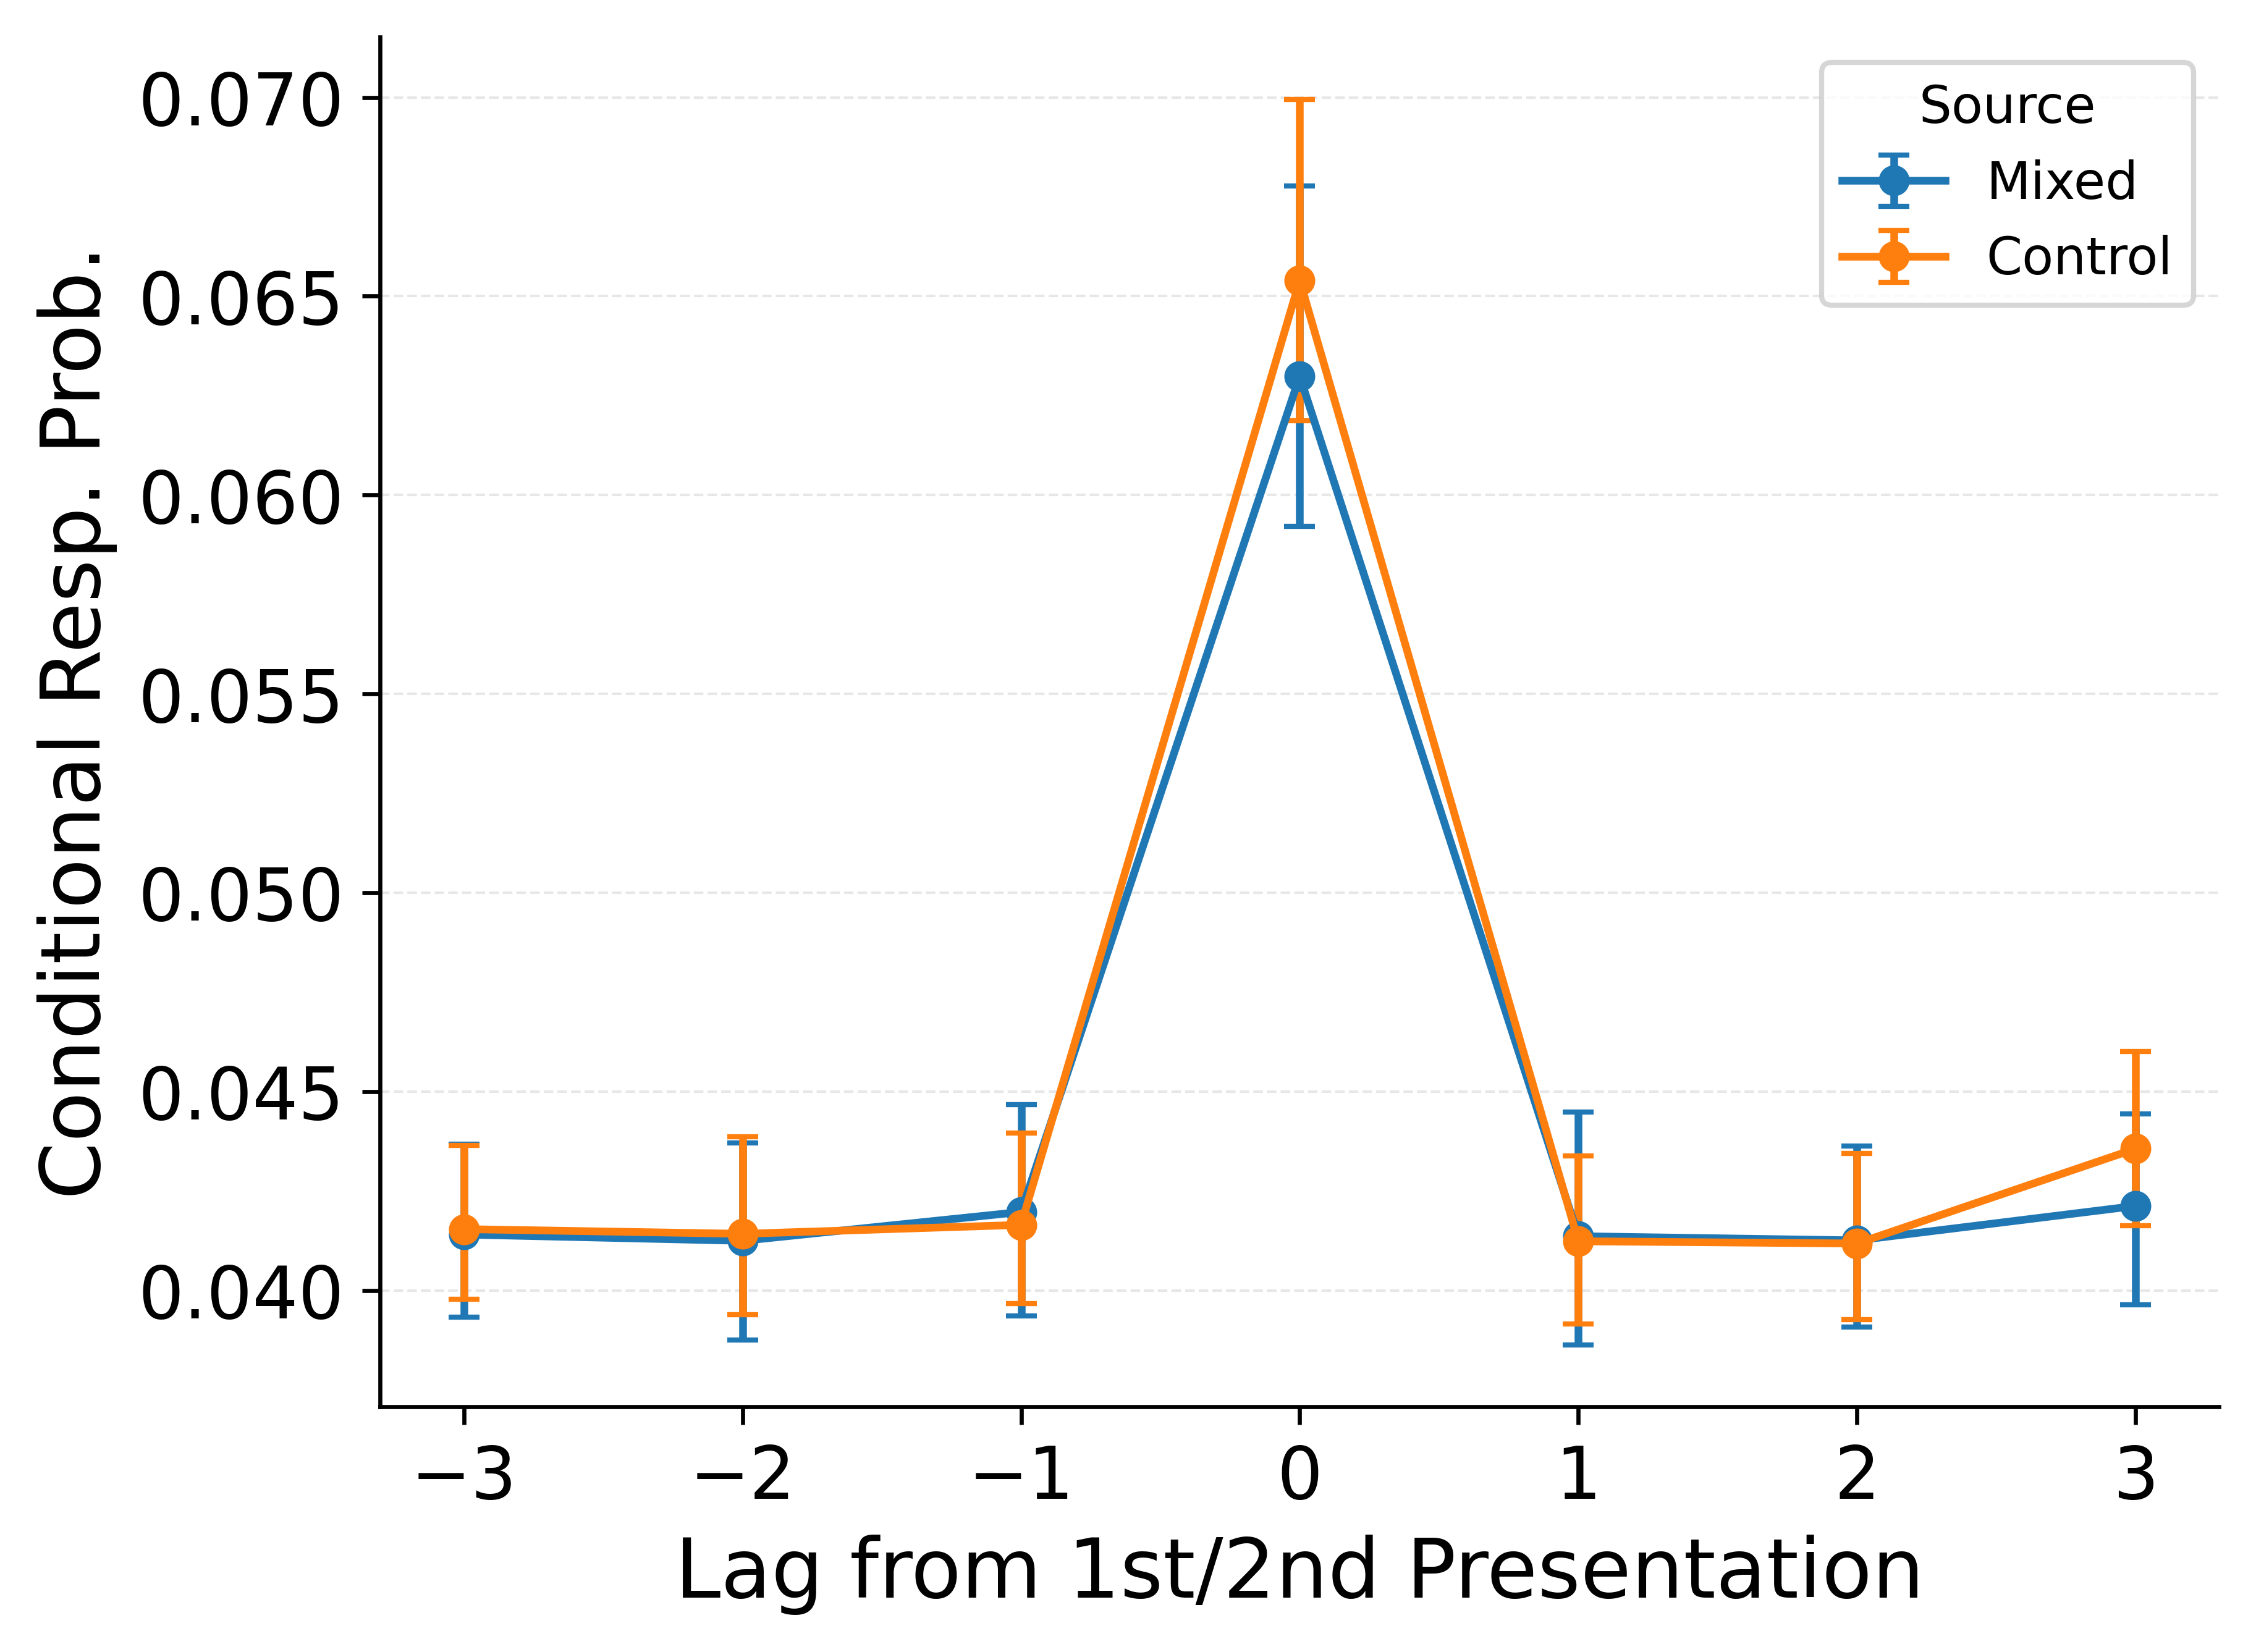 0.070
0.065
0.060
0.055
0.050
0.045
0.040
Conditional Resp. Prob.
Source
Mixed
Control
−3 −2 −1 0 1 2 3
Lag from 1st/2nd Presentation